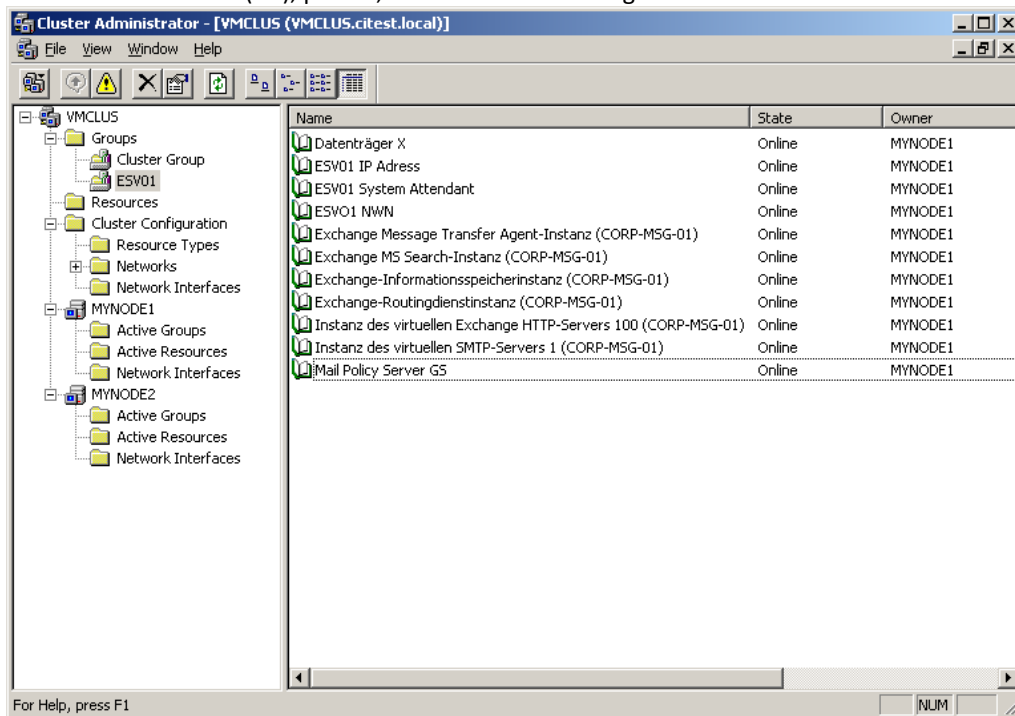 Cluster Administrator - [VMCLUS (VMCLUS.citest.local)]
File View Window Help
VMCLUS
Groups
Cluster Group
ESV01
Resources
Cluster Configuration
Resource Types
Networks
Network Interfaces
MYNODE1
Active Groups
Active Resources
Network Interfaces
MYNODE2
Active Groups
Active Resources
Network Interfaces
Name State Owner
Datenträger X Online MYNODE1
ESV01 IP Adress Online MYNODE1
ESV01 System Attendant Online MYNODE1
ESVO1 NWN Online MYNODE1
Exchange Message Transfer Agent-Instanz (CORP-MSG-01) Online MYNODE1
Exchange MS Search-Instanz (CORP-MSG-01) Online MYNODE1
Exchange-Informationsspeicherinstanz (CORP-MSG-01) Online MYNODE1
Exchange-Routingdienstinstanz (CORP-MSG-01) Online MYNODE1
Instanz des virtuellen Exchange HTTP-Servers 100 (CORP-MSG-01) Online MYNODE1
Instanz des virtuellen SMTP-Servers 1 (CORP-MSG-01) Online MYNODE1
Mail Policy Server GS Online MYNODE1
For Help, press F1
NUM